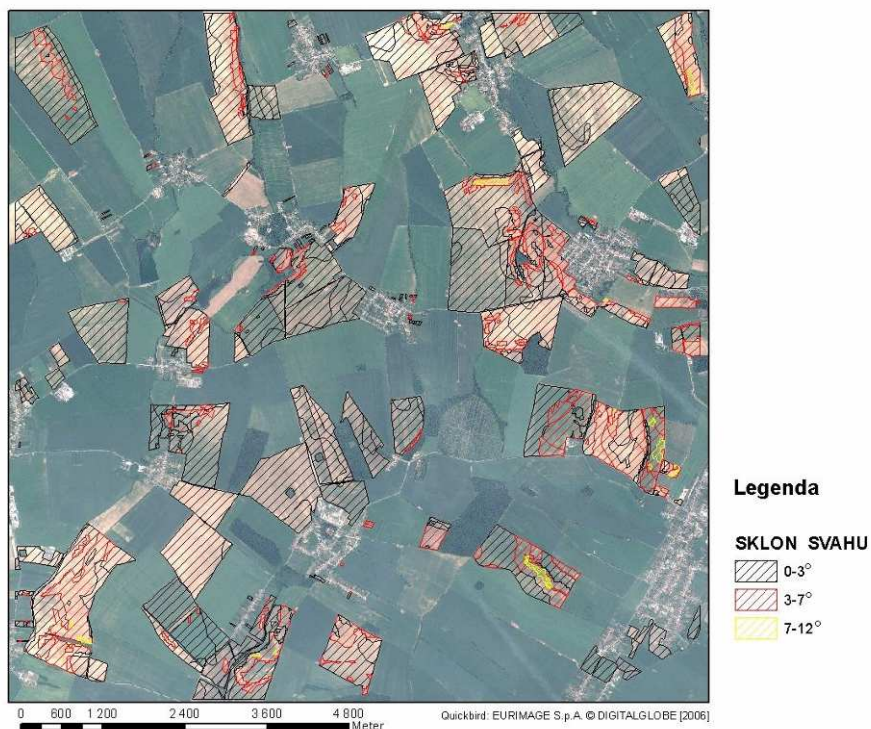 Legenda
SKLON SVAHU
0-3°
3-7°
7-12°
0 600 1 200 2 400 3 600 4 800
Meter
Quickbird: EURIMAGE S.p.A. © DIGITALGLOBE [2006]